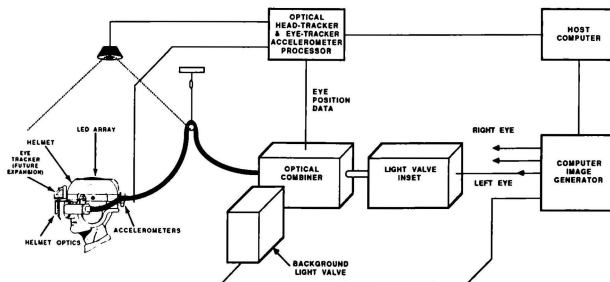 OPTICAL
HEAD-TRACKER
& EYE-TRACKER
ACCELEROMETER
PROCESSOR
HOST
COMPUTER
EYE
POSITION
DATA
LED ARRAY
HELMET
EYE
TRACKER
(FUTURE
EXPANSION)
RIGHT EYE
OPTICAL
COMBINER
LIGHT VALVE
INSET
COMPUTER
IMAGE
GENERATOR
LEFT EYE
ACCELEROMETERS
HELMET OPTICS
BACKGROUND
LIGHT VALVE